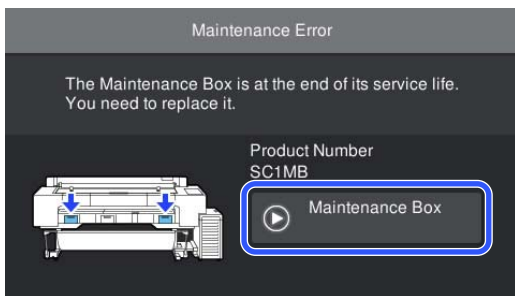 Maintenance Error
The Maintenance Box is at the end of its service life.
You need to replace it.
Product Number
SC1MB
Maintenance Box